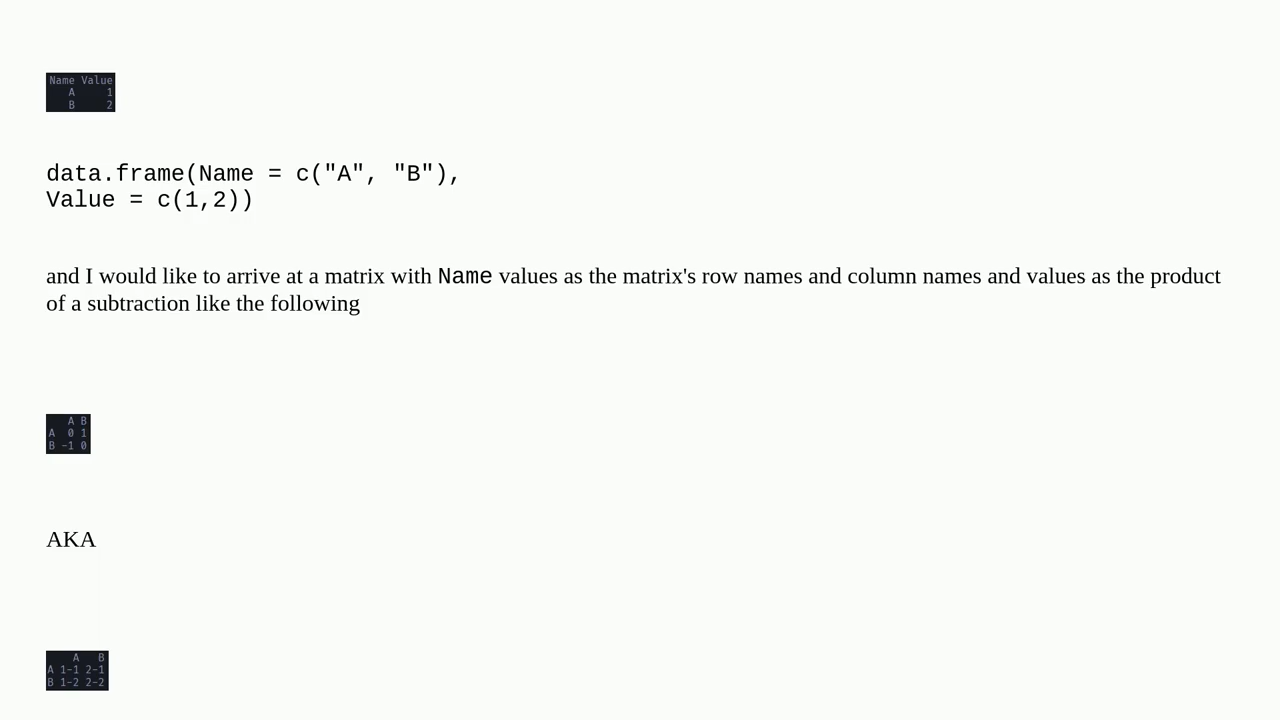 Name Value
A 1
B 2
data.frame(Name = c("A", "B"),
Value = c(1,2))
and I would like to arrive at a matrix with Name values as the matrix's row names and column names and values as the product
of a subtraction like the following
A B
A 0 1
B -1 0
AKA
A B
A 1-1 2-1
B 1-2 2-2